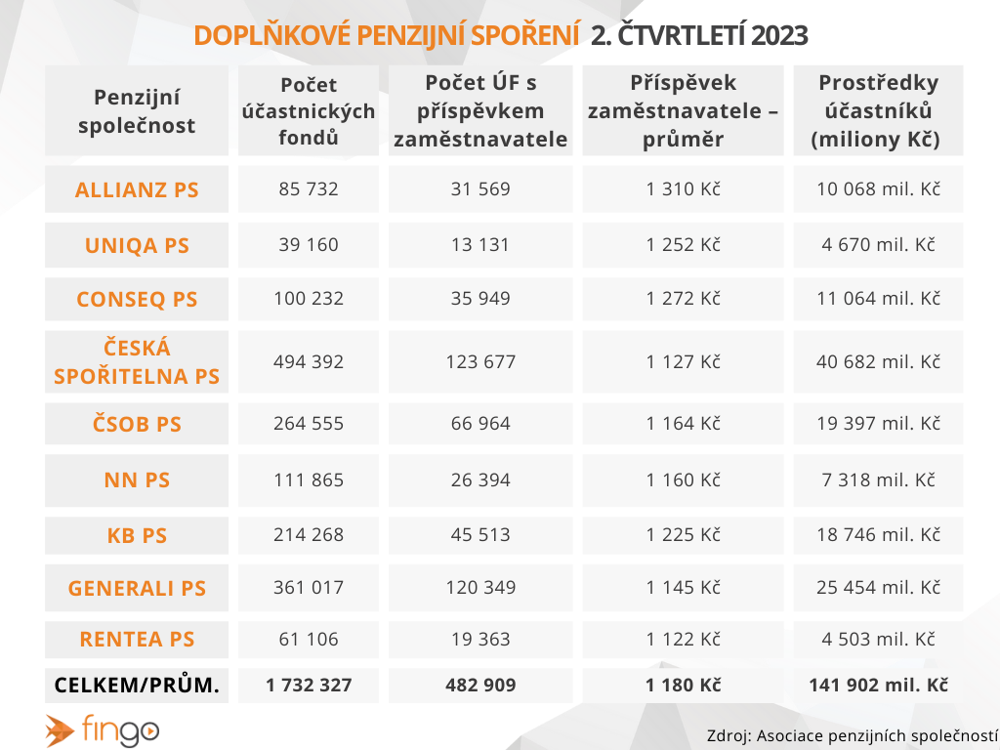 DOPLŇKOVÉ PENZIJNÍ SPOŘENÍ 2. ČTVRTLETÍ 2023
Penzijní
společnost
Počet
účastnických
fondů
Počet ÚF s
příspěvkem
zaměstnavatele
Příspěvek
zaměstnavatele –
průměr
Prostředky
účastníků
(miliony Kč)
ALLIANZ PS 85 732 31 569 1 310 Kč 10 068 mil. Kč
UNIQA PS 39 160 13 131 1 252 Kč 4 670 mil. Kč
CONSEQ PS 100 232 35 949 1 272 Kč 11 064 mil. Kč
ČESKÁ
SPOŘITELNA PS 494 392 123 677 1 127 Kč 40 682 mil. Kč
ČSOB PS 264 555 66 964 1 164 Kč 19 397 mil. Kč
NN PS 111 865 26 394 1 160 Kč 7 318 mil. Kč
KB PS 214 268 45 513 1 225 Kč 18 746 mil. Kč
GENERALI PS 361 017 120 349 1 145 Kč 25 454 mil. Kč
RENTEA PS 61 106 19 363 1 122 Kč 4 503 mil. Kč
CELKEM/PRŮM. 1 732 327 482 909 1 180 Kč 141 902 mil. Kč
fingo
Zdroj: Asociace penzijních společností